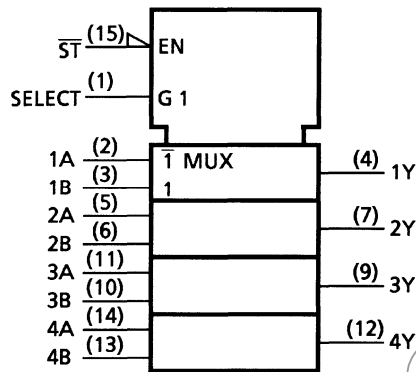 S̅T̅ (15) EN
SELECT (1) G 1
1A (2) 1̅ MUX (4) 1Y
1B (3) 1
2A (5) (7) 2Y
2B (6)
3A (11) (9) 3Y
3B (10)
4A (14) (12) 4Y
4B (13)